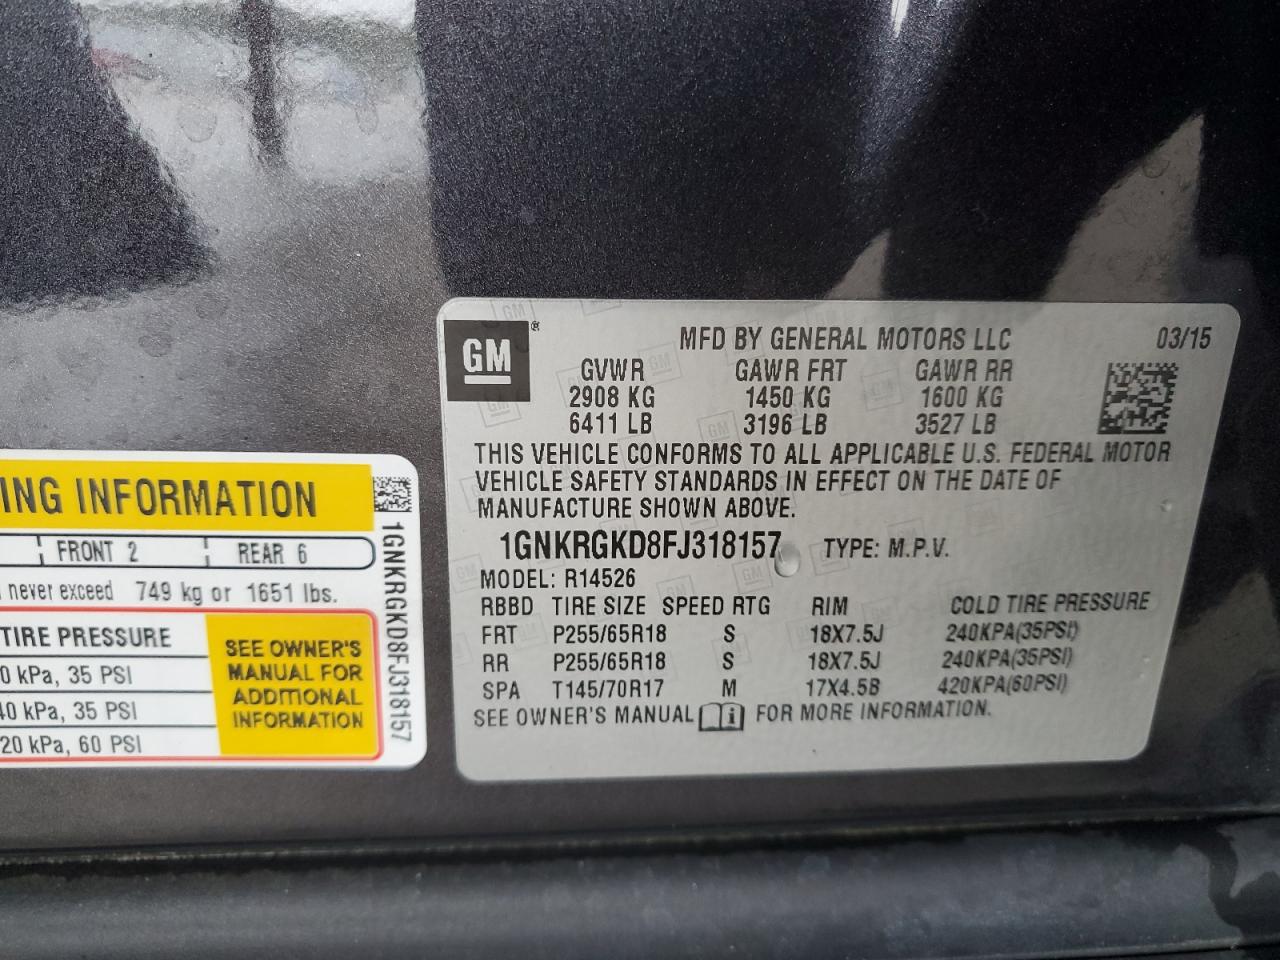 ING INFORMATION
FRONT 2 REAR 6
never exceed 749 kg or 1651 lbs.
TIRE PRESSURE
0 kPa, 35 PSI
40 kPa, 35 PSI
20 kPa, 60 PSI
SEE OWNER'S
MANUAL FOR
ADDITIONAL
INFORMATION
1GNKRGKD8FJ318157
GM®
MFD BY GENERAL MOTORS LLC 03/15
GVWR GAWR FRT GAWR RR
2908 KG 1450 KG 1600 KG
6411 LB 3196 LB 3527 LB
THIS VEHICLE CONFORMS TO ALL APPLICABLE U.S. FEDERAL MOTOR
VEHICLE SAFETY STANDARDS IN EFFECT ON THE DATE OF
MANUFACTURE SHOWN ABOVE.
1GNKRGKD8FJ318157 TYPE: M.P.V.
MODEL: R14526
RBBD TIRE SIZE SPEED RTG RIM COLD TIRE PRESSURE
FRT P255/65R18 S 18X7.5J 240KPA(35PSI)
RR P255/65R18 S 18X7.5J 240KPA(35PSI)
SPA T145/70R17 M 17X4.5B 420KPA(60PSI)
SEE OWNER'S MANUAL i FOR MORE INFORMATION.